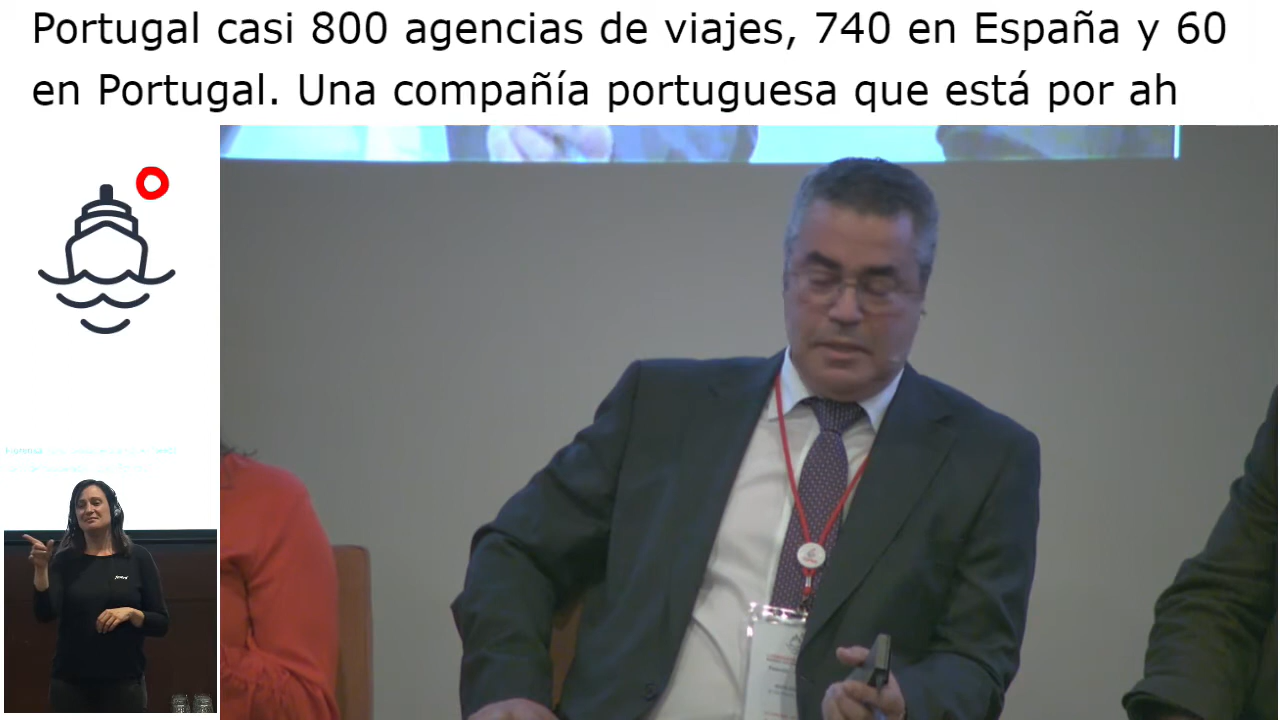 Portugal casi 800 agencias de viajes, 740 en España y 60
en Portugal. Una compañía portuguesa que está por ah